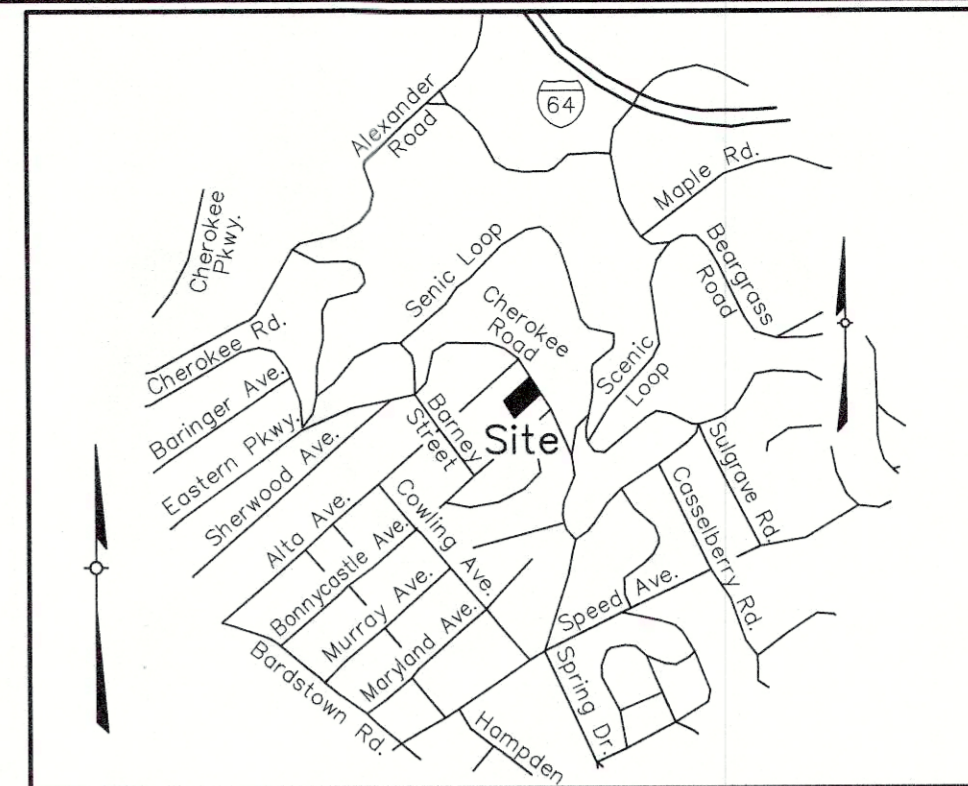 64
Alexander
Road
Maple Rd.
Cherokee
Pkwy.
Senic Loop
Beargrass
Road
Cherokee
Road
Cherokee Rd.
Scenic
Loop
Baringer Ave.
Barney
Street
Site
Eastern Pkwy.
Sherwood Ave.
Sulgrave Rd.
Casselberry Rd.
Alta Ave.
Cowling Ave.
Bonnycastle Ave.
Murray Ave.
Speed Ave.
Maryland Ave.
Bardstown Rd.
Spring Dr.
Hampden